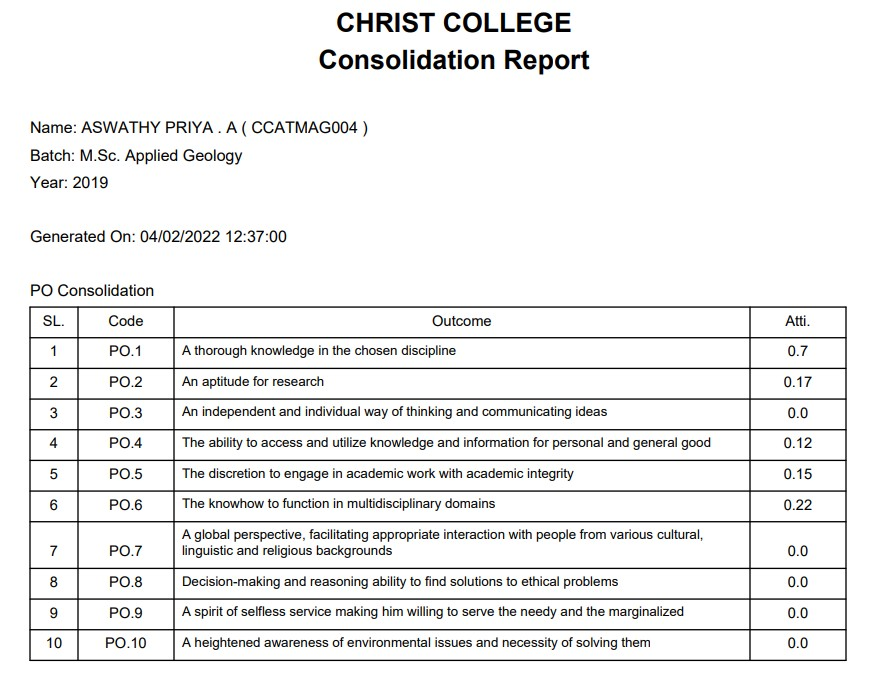 CHRIST COLLEGE
Consolidation Report
Name: ASWATHY PRIYA . A ( CCATMAG004 )
Batch: M.Sc. Applied Geology
Year: 2019
Generated On: 04/02/2022 12:37:00
PO Consolidation
SL. Code Outcome Atti.
1 PO.1 A thorough knowledge in the chosen discipline 0.7
2 PO.2 An aptitude for research 0.17
3 PO.3 An independent and individual way of thinking and communicating ideas 0.0
4 PO.4 The ability to access and utilize knowledge and information for personal and general good 0.12
5 PO.5 The discretion to engage in academic work with academic integrity 0.15
6 PO.6 The knowhow to function in multidisciplinary domains 0.22
A global perspective, facilitating appropriate interaction with people from various cultural,
7 PO.7 linguistic and religious backgrounds 0.0
8 PO.8 Decision-making and reasoning ability to find solutions to ethical problems 0.0
9 PO.9 A spirit of selfless service making him willing to serve the needy and the marginalized 0.0
10 PO.10 A heightened awareness of environmental issues and necessity of solving them 0.0